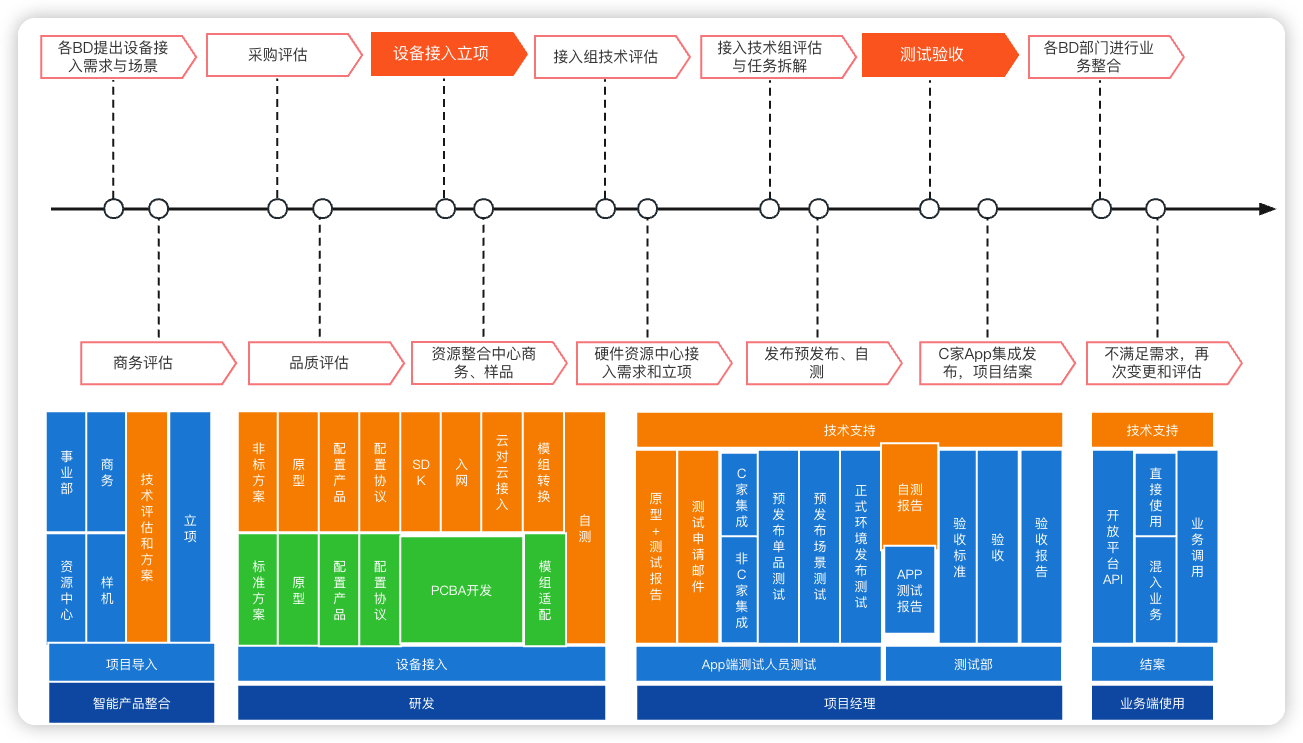 各BD提出设备接
入需求与场景
采购评估
设备接入立项
接入组技术评估
接入技术组评估
与任务拆解
测试验收
各BD部门进行业
务整合
商务评估
品质评估
资源整合中心商
务、样品
硬件资源中心接
入需求和立项
发布预发布、自
测
C家App集成发
布，项目结案
不满足需求，再
次变更和评估
事业部
商务
技术评估和方案
立项
资源中心
样机
项目导入
智能产品整合
非标方案
原型
配置产品
配置协议
SDK
入网
云对云接入
模组转换
自测
标准方案
原型
配置产品
配置协议
PCBA开发
模组适配
设备接入
研发
技术支持
原型+测试报告
测试申请邮件
C家集成
非C家集成
预发布单品测试
预发布场景测试
正式环境发布测试
自测
报告
APP
测试
报告
验收标准
验收
验收报告
App端测试人员测试
测试部
项目经理
技术支持
开放平台API
直接使用
混入业务
业务调用
结案
业务端使用